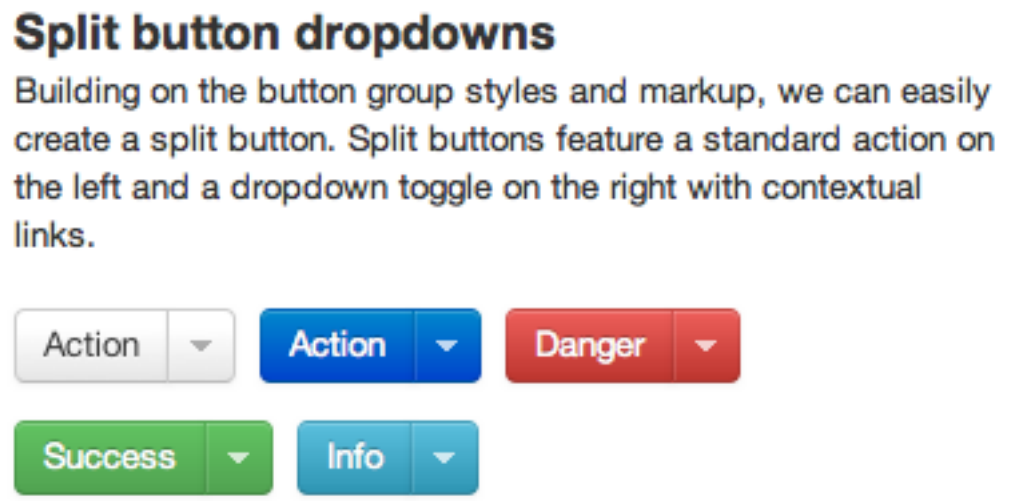 Split button dropdowns
Building on the button group styles and markup, we can easily
create a split button. Split buttons feature a standard action on
the left and a dropdown toggle on the right with contextual
links.
Action Action Danger
Success Info